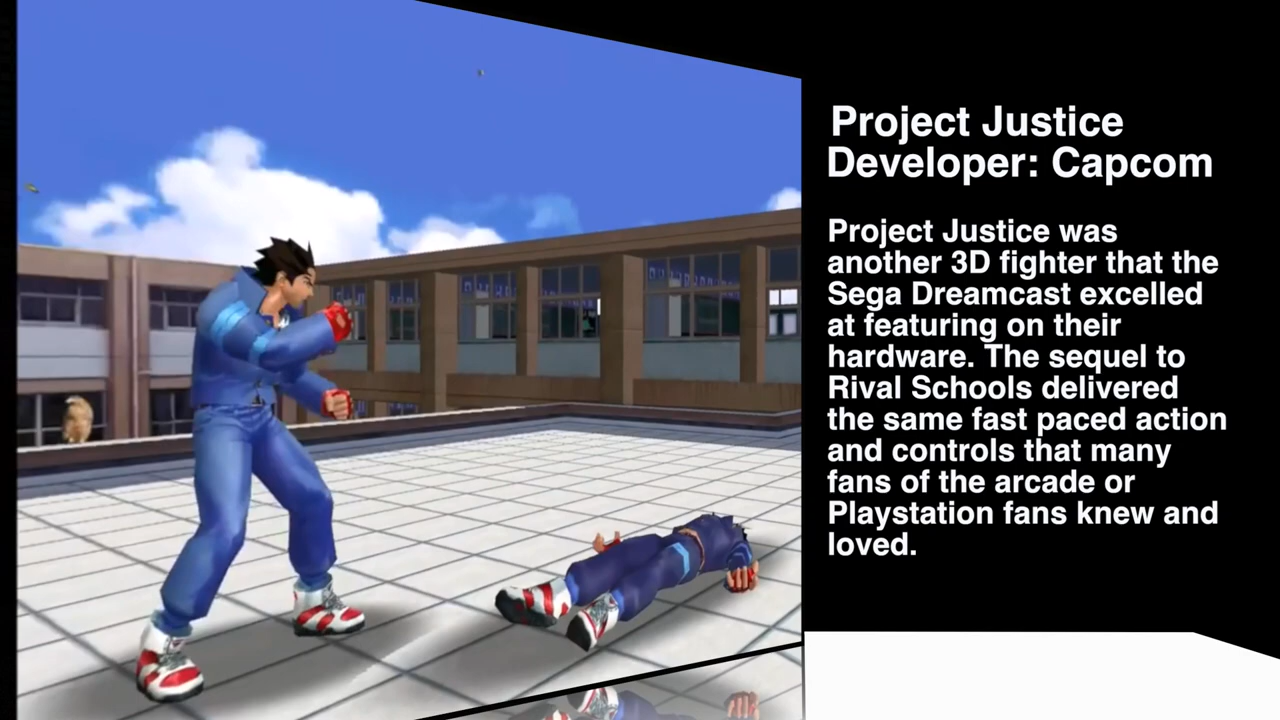 Project Justice
Developer: Capcom
Project Justice was
another 3D fighter that the
Sega Dreamcast excelled
at featuring on their
hardware. The sequel to
Rival Schools delivered
the same fast paced action
and controls that many
fans of the arcade or
Playstation fans knew and
loved.